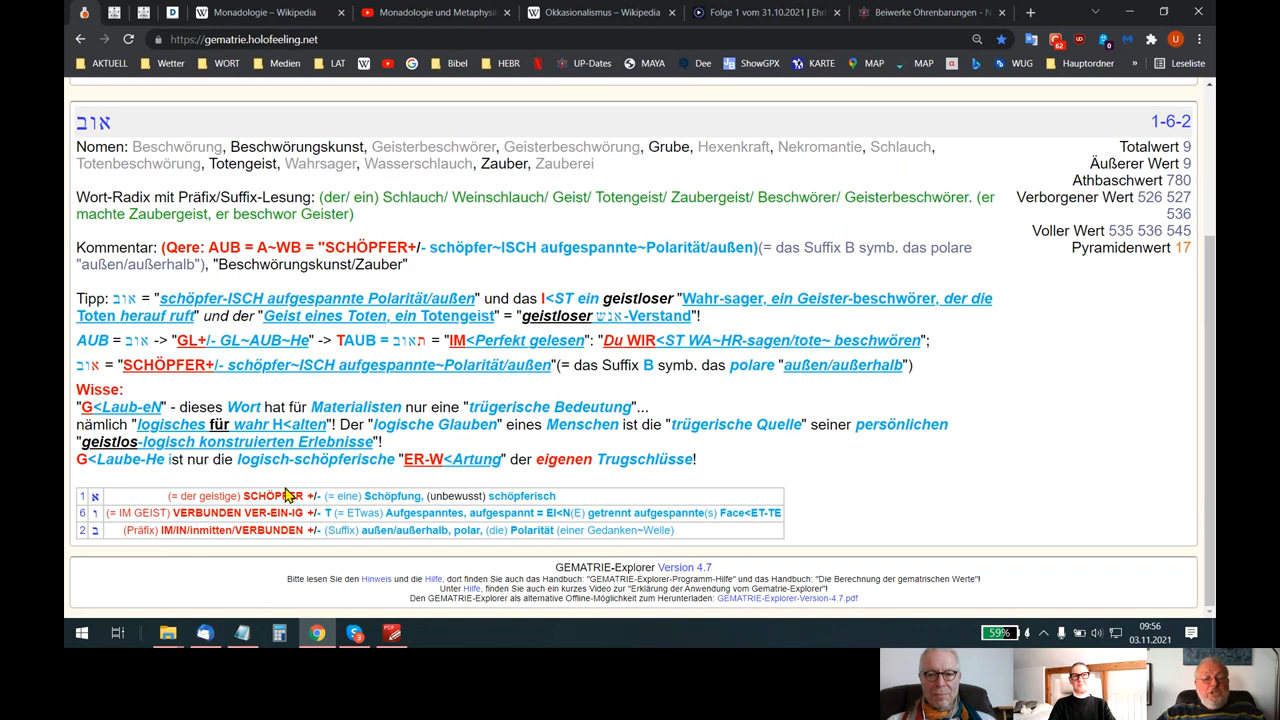 Monadologie – Wikipedia
Monadologie und Metaphysi
Okkasionalismus – Wikipedia
Folge 1 vom 31.10.2021 | Ehrl
Beiwerke Ohrenbarungen - N
https://gematrie.holofeeling.net
62
0
U
AKTUELL Wetter WORT Medien LAT Bibel HEBR UP-Dates MAYA Dee ShowGPX KARTE MAP MAP WUG Hauptordner » Leseliste
אוב
1-6-2
Nomen: Beschwörung, Beschwörungskunst, Geisterbeschwörer, Geisterbeschwörung, Grube, Hexenkraft, Nekromantie, Schlauch,
Totenbeschwörung, Totengeist, Wahrsager, Wasserschlauch, Zauber, Zauberei
Totalwert 9
Äußerer Wert 9
Athbaschwert 780
Verborgener Wert 526 527
536
Voller Wert 535 536 545
Pyramidenwert 17
Wort-Radix mit Präfix/Suffix-Lesung: (der/ ein) Schlauch/ Weinschlauch/ Geist/ Totengeist/ Zaubergeist/ Beschwörer/ Geisterbeschwörer. (er
machte Zaubergeist, er beschwor Geister)
Kommentar: (Qere: AUB = A~WB = "SCHÖPFER+/- schöpfer~ISCH aufgespannte~Polarität/außen)(= das Suffix B symb. das polare
"außen/außerhalb"), "Beschwörungskunst/Zauber"
Tipp: אוב = "schöpfer-ISCH aufgespannte Polarität/außen" und das I<ST ein geistloser "Wahr-sager, ein Geister-beschwörer, der die
Toten herauf ruft" und der "Geist eines Toten, ein Totengeist" = "geistloser אנש-Verstand"!
AUB = אוב -> "GL+/- GL~AUB~He" -> TAUB = תאוב = "IM<Perfekt gelesen": "Du WIR<ST WA~HR-sagen/tote~ beschwören";
אוב = "SCHÖPFER+/- schöpfer~ISCH aufgespannte~Polarität/außen"(= das Suffix B symb. das polare "außen/außerhalb")
Wisse:
"G<Laub-eN" - dieses Wort hat für Materialisten nur eine "trügerische Bedeutung"...
nämlich "logisches für wahr H<alten"! Der "logische Glauben" eines Menschen ist die "trügerische Quelle" seiner persönlichen
"geistlos-logisch konstruierten Erlebnisse"!
G<Laube-He ist nur die logisch-schöpferische "ER-W<Artung" der eigenen Trugschlüsse!
1 א (= der geistige) SCHÖPFER +/- (= eine) Schöpfung, (unbewusst) schöpferisch
6 ו (= IM GEIST) VERBUNDEN VER-EIN-IG +/- T (= ETwas) Aufgespanntes, aufgespannt = EI<N(E) getrennt aufgespannte(s) Face<ET-TE
2 ב (Präfix) IM/IN/inmitten/VERBUNDEN +/- (Suffix) außen/außerhalb, polar, (die) Polarität (einer Gedanken~Welle)
GEMATRIE-Explorer Version 4.7
Bitte lesen Sie den Hinweis und die Hilfe, dort finden Sie auch das Handbuch: "GEMATRIE-Explorer-Programm-Hilfe" und das Handbuch: "Die Berechnung der gematrischen Werte"!
Unter Hilfe, finden Sie auch ein kurzes Video zur "Erklärung der Anwendung vom Gematrie-Explorer"!
Den GEMATRIE-Explorer als alternative Offline-Möglichkeit zum Herunterladen: GEMATRIE-Explorer-Version-4.7.pdf
59%
09:56
03.11.2021